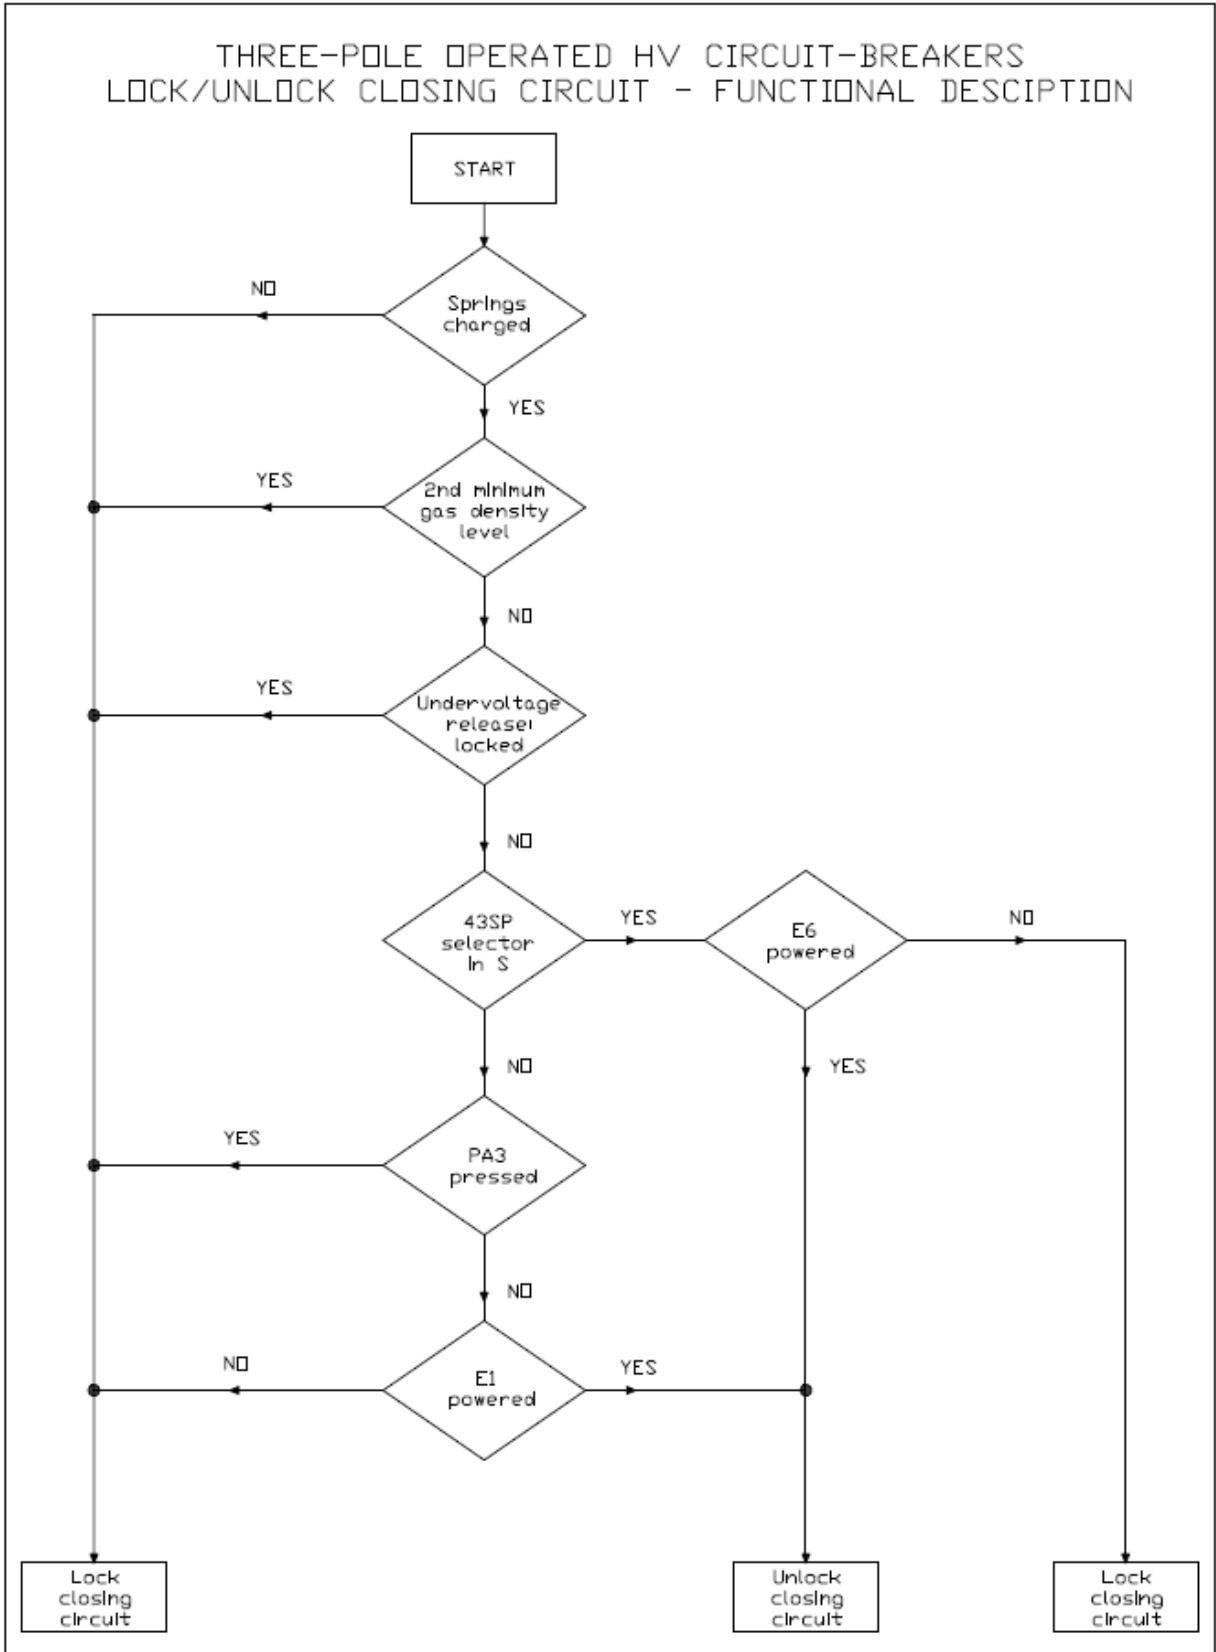 THREE-POLE OPERATED HV CIRCUIT-BREAKERS
LOCK/UNLOCK CLOSING CIRCUIT - FUNCTIONAL DESCIPTION
START
NO
Springs
charged
YES
YES
2nd minimum
gas density
level
NO
YES
Undervoltage
release:
locked
NO
43SP
selector
in S
YES
E6
powered
NO
NO
YES
YES
PA3
pressed
NO
NO
E1
powered
YES
Lock
closing
circuit
Unlock
closing
circuit
Lock
closing
circuit